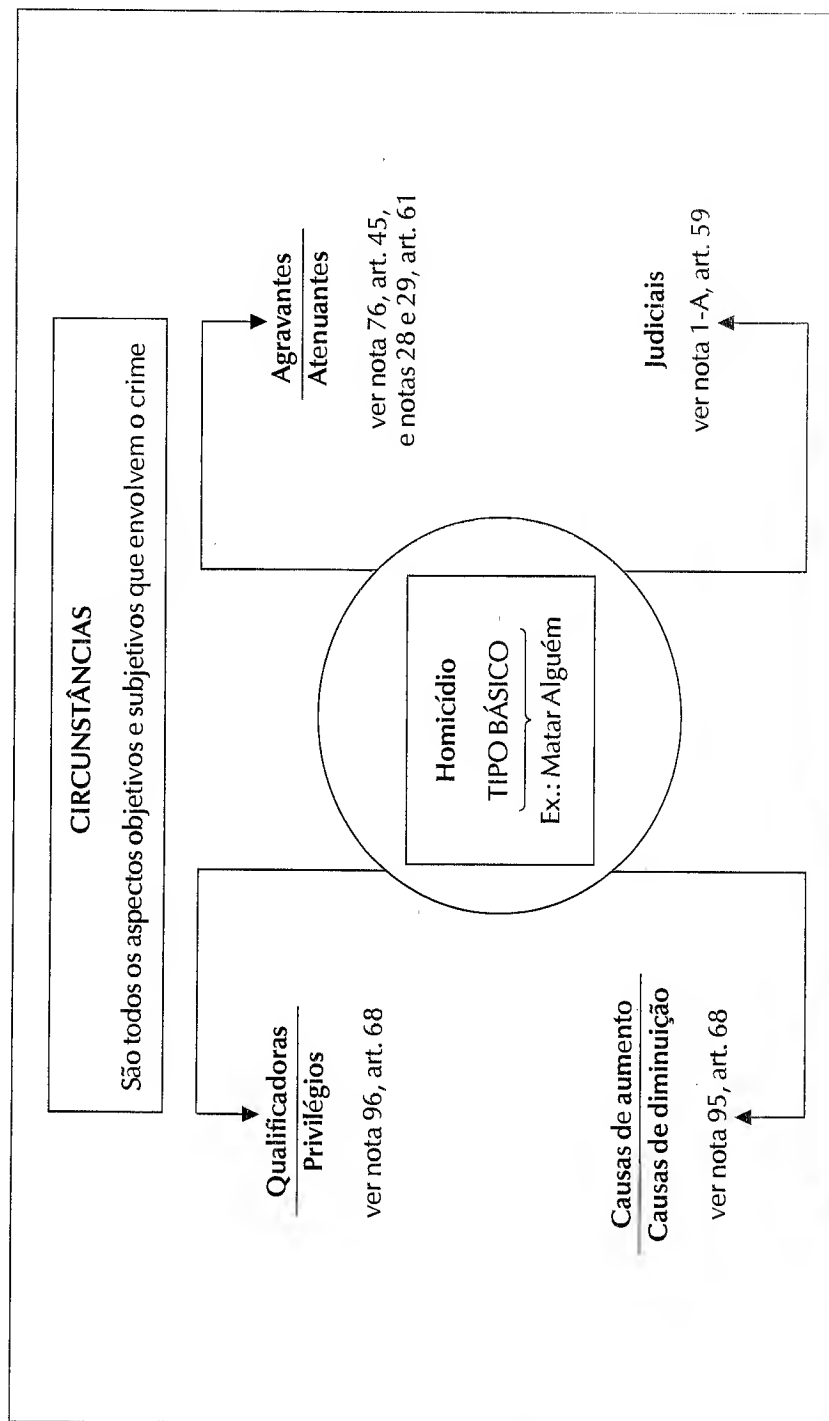 CIRCUNSTÂNCIAS
São todos os aspectos objetivos e subjetivos que envolvem o crime
Qualificadoras
Privilégios
ver nota 96, art. 68
Agravantes
Atenuantes
ver nota 76, art. 45,
e notas 28 e 29, art. 61
Homicídio
TIPO BÁSICO
Ex.: Matar Alguém
Causas de aumento
Causas de diminuição
ver nota 95, art. 68
Judiciais
ver nota 1-A, art. 59